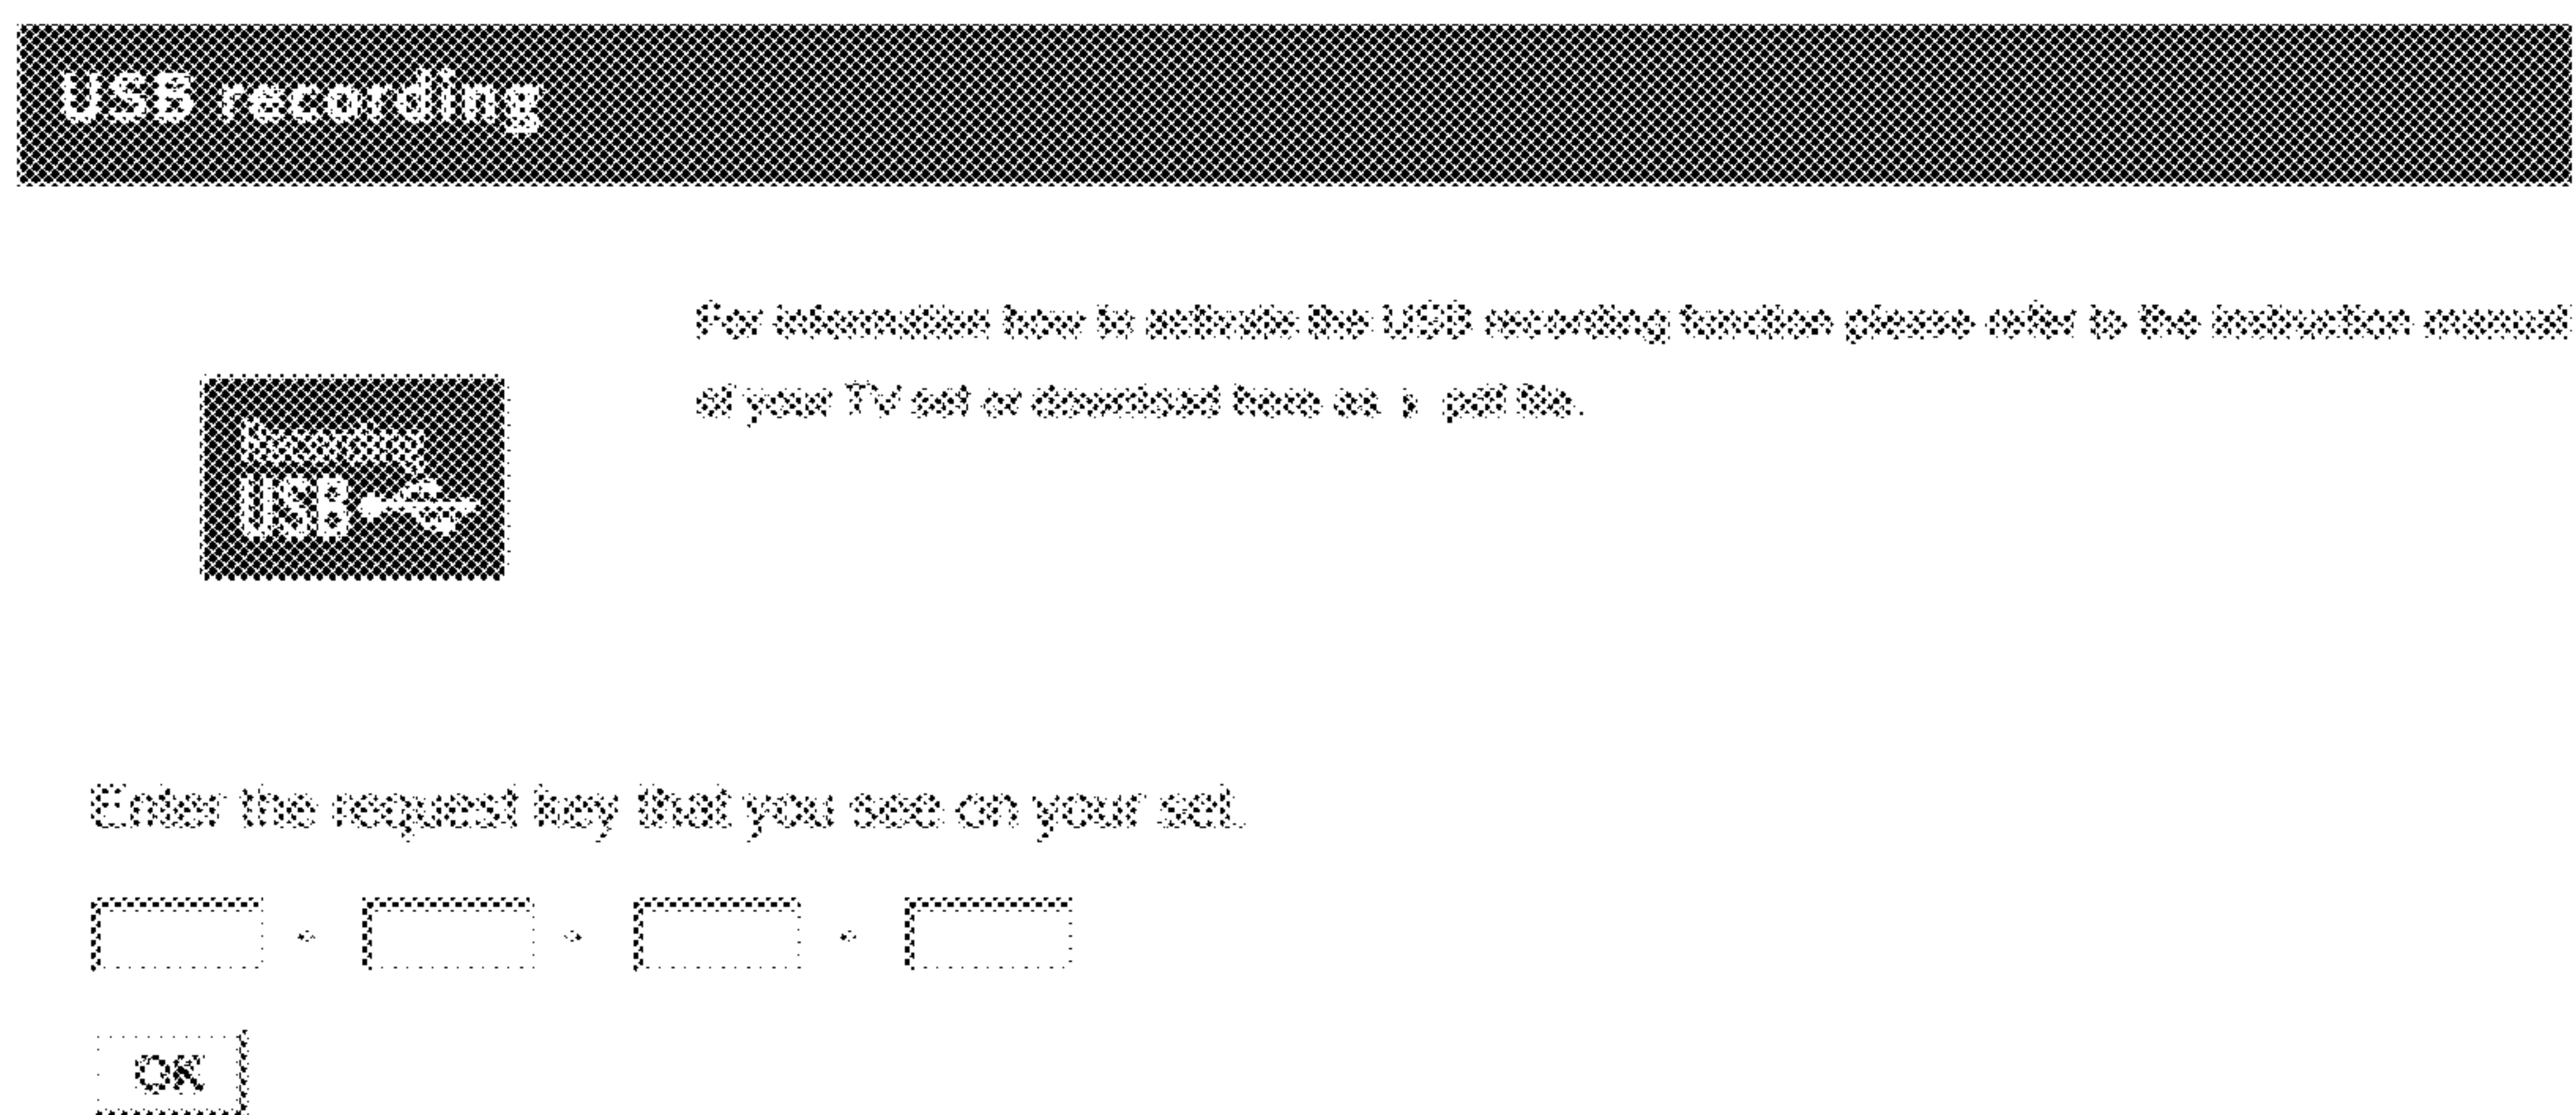 USB recording
For information how to activate the USB recording function please refer to the instruction manual
of your TV set or download here as › pdf file.
Recording
USB
Enter the request key that you see on your set.
- - -
OK